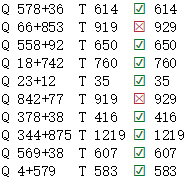 Q 578+36 T 614 ☑ 614
Q 66+853 T 919 ☒ 929
Q 558+92 T 650 ☑ 650
Q 18+742 T 760 ☑ 760
Q 23+12 T 35 ☑ 35
Q 842+77 T 919 ☒ 929
Q 378+38 T 416 ☑ 416
Q 344+875 T 1219 ☑ 1219
Q 569+38 T 607 ☑ 607
Q 4+579 T 583 ☑ 583